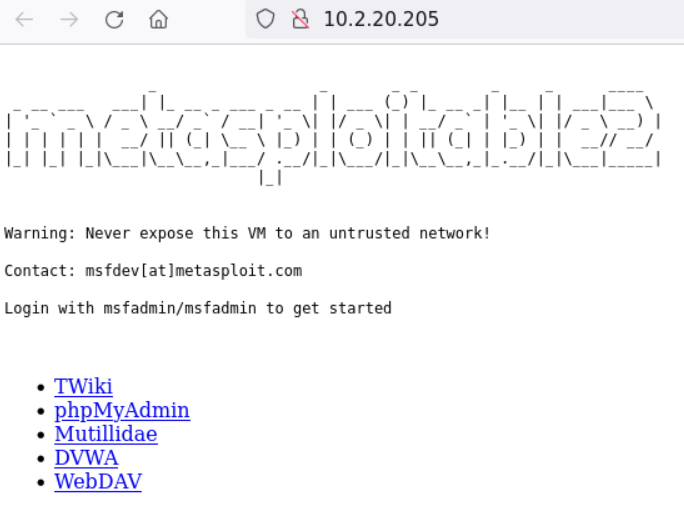 10.2.20.205
metasploitable2
Warning: Never expose this VM to an untrusted network!
Contact: msfdev[at]metasploit.com
Login with msfadmin/msfadmin to get started
TWiki
phpMyAdmin
Mutillidae
DVWA
WebDAV